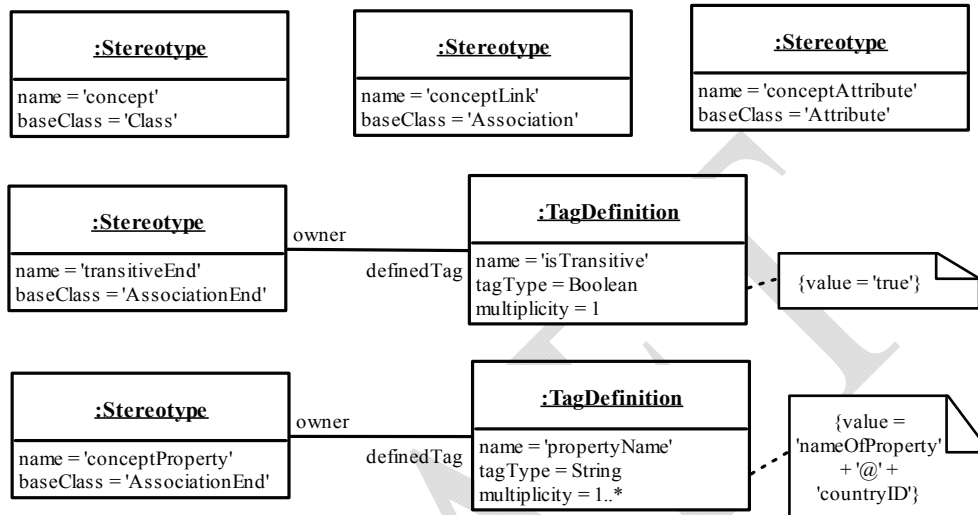 :Stereotype
name = 'concept'
baseClass = 'Class'
:Stereotype
name = 'conceptLink'
baseClass = 'Association'
:Stereotype
name = 'conceptAttribute'
baseClass = 'Attribute'
:Stereotype
name = 'transitiveEnd'
baseClass = 'AssociationEnd'
owner
definedTag
:TagDefinition
name = 'isTransitive'
tagType = Boolean
multiplicity = 1
{value = 'true'}
:Stereotype
name = 'conceptProperty'
baseClass = 'AssociationEnd'
owner
definedTag
:TagDefinition
name = 'propertyName'
tagType = String
multiplicity = 1..*
{value =
'nameOfProperty'
+ '@' +
'countryID'}